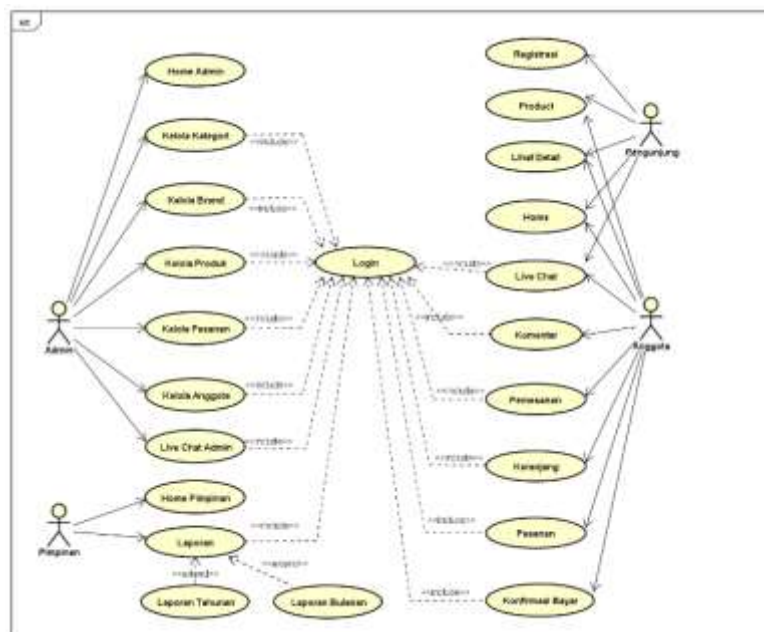 Home Admin
Kelola Kategori
<<include>>
Kelola Brand
<<include>>
Kelola Produk
<<include>>
Kelola Pesanan
<<include>>
Kelola Anggota
<<include>>
Live Chat Admin
<<include>>
Admin
Home Pimpinan
Laporan
<<include>>
Pimpinan
<<extend>>
<<extend>>
Laporan Tahunan
Laporan Bulanan
Login
Registrasi
Product
Lihat Detail
Pengunjung
Home
Live Chat
<<include>>
Komentar
<<include>>
Anggota
Pemesanan
<<include>>
Keranjang
<<include>>
Pesanan
<<include>>
Konfirmasi Bayar
<<include>>